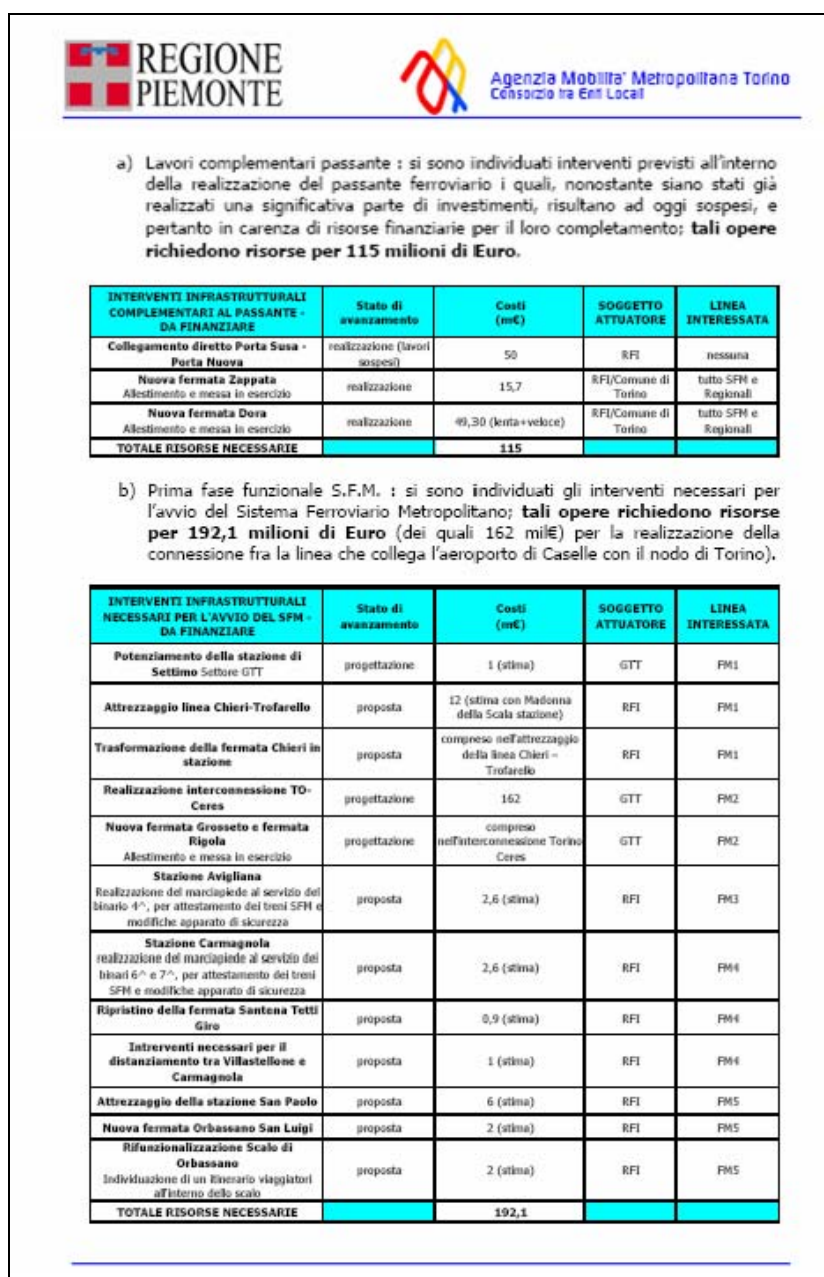 REGIONE
PIEMONTE
Agenzia Mobilita' Metropolitana Torino
Consorzio tra Enti Locali
a) Lavori complementari passante : si sono individuati interventi previsti all'interno
della realizzazione del passante ferroviario i quali, nonostante siano stati già
realizzati una significativa parte di investimenti, risultano ad oggi sospesi, e
pertanto in carenza di risorse finanziarie per il loro completamento; tali opere
richiedono risorse per 115 milioni di Euro.
INTERVENTI INFRASTRUTTURALI
COMPLEMENTARI AL PASSANTE -
DA FINANZIARE
Stato di
avanzamento
Costi
(m€)
SOGGETTO
ATTUATORE
LINEA
INTERESSATA
Collegamento diretto Porta Susa -
Porta Nuova
realizzazione (lavori
sospesi)
50
RFI
nessuna
Nuova fermata Zappata
Allestimento e messa in esercizio
realizzazione
15,7
RFI/Comune di
Torino
tutto SFM e
Regionali
Nuova fermata Dora
Allestimento e messa in esercizio
realizzazione
49,30 (lenta+veloce)
RFI/Comune di
Torino
tutto SFM e
Regionali
TOTALE RISORSE NECESSARIE
115
b) Prima fase funzionale S.F.M. : si sono individuati gli interventi necessari per
l'avvio del Sistema Ferroviario Metropolitano; tali opere richiedono risorse
per 192,1 milioni di Euro (dei quali 162 mil€) per la realizzazione della
connessione fra la linea che collega l'aeroporto di Caselle con il nodo di Torino).
INTERVENTI INFRASTRUTTURALI
NECESSARI PER L'AVVIO DEL SFM -
DA FINANZIARE
Stato di
avanzamento
Costi
(m€)
SOGGETTO
ATTUATORE
LINEA
INTERESSATA
Potenziamento della stazione di
Settimo Settore GTT
progettazione
1 (stima)
GTT
FM1
Attrezzaggio linea Chieri-Trofarello
proposta
12 (stima con Madonna
della Scala stazione)
RFI
FM1
Trasformazione della fermata Chieri in
stazione
proposta
compreso nell'attrezzaggio
della linea Chieri –
Trofarello
RFI
FM1
Realizzazione interconnessione TO-
Ceres
progettazione
162
GTT
FM2
Nuova fermata Grosseto e fermata
Rigola
Allestimento e messa in esercizio
progettazione
compreso
nell'interconnessione Torino
Ceres
GTT
FM2
Stazione Avigliana
Realizzazione del marciapiede al servizio del
binario 4^, per attestamento dei treni SFM e
modifiche apparato di sicurezza
proposta
2,6 (stima)
RFI
FM3
Stazione Carmagnola
realizzazione del marciapiede al servizio dei
binari 6^ e 7^, per attestamento dei treni
SFM e modifiche apparato di sicurezza
proposta
2,6 (stima)
RFI
FM4
Ripristino della fermata Santena Tetti
Giro
proposta
0,9 (stima)
RFI
FM4
Intrerventi necessari per il
distanziamento tra Villastellone e
Carmagnola
proposta
1 (stima)
RFI
FM4
Attrezzaggio della stazione San Paolo
proposta
6 (stima)
RFI
FM5
Nuova fermata Orbassano San Luigi
proposta
2 (stima)
RFI
FM5
Rifunzionalizzazione Scalo di
Orbassano
Individuazione di un itinerario viaggiatori
all'interno dello scalo
proposta
2 (stima)
RFI
FM5
TOTALE RISORSE NECESSARIE
192,1